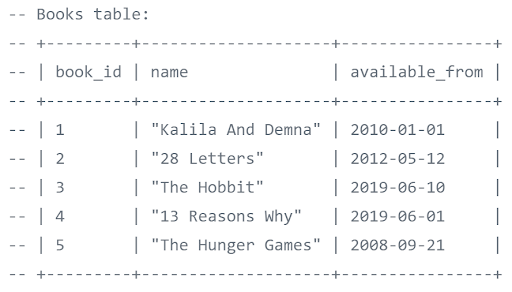 -- Books table:
-- +---------+--------------------+----------------+
-- | book_id | name               | available_from |
-- +---------+--------------------+----------------+
-- | 1       | "Kalila And Demna" | 2010-01-01     |
-- | 2       | "28 Letters"       | 2012-05-12     |
-- | 3       | "The Hobbit"       | 2019-06-10     |
-- | 4       | "13 Reasons Why"   | 2019-06-01     |
-- | 5       | "The Hunger Games" | 2008-09-21     |
-- +---------+--------------------+----------------+